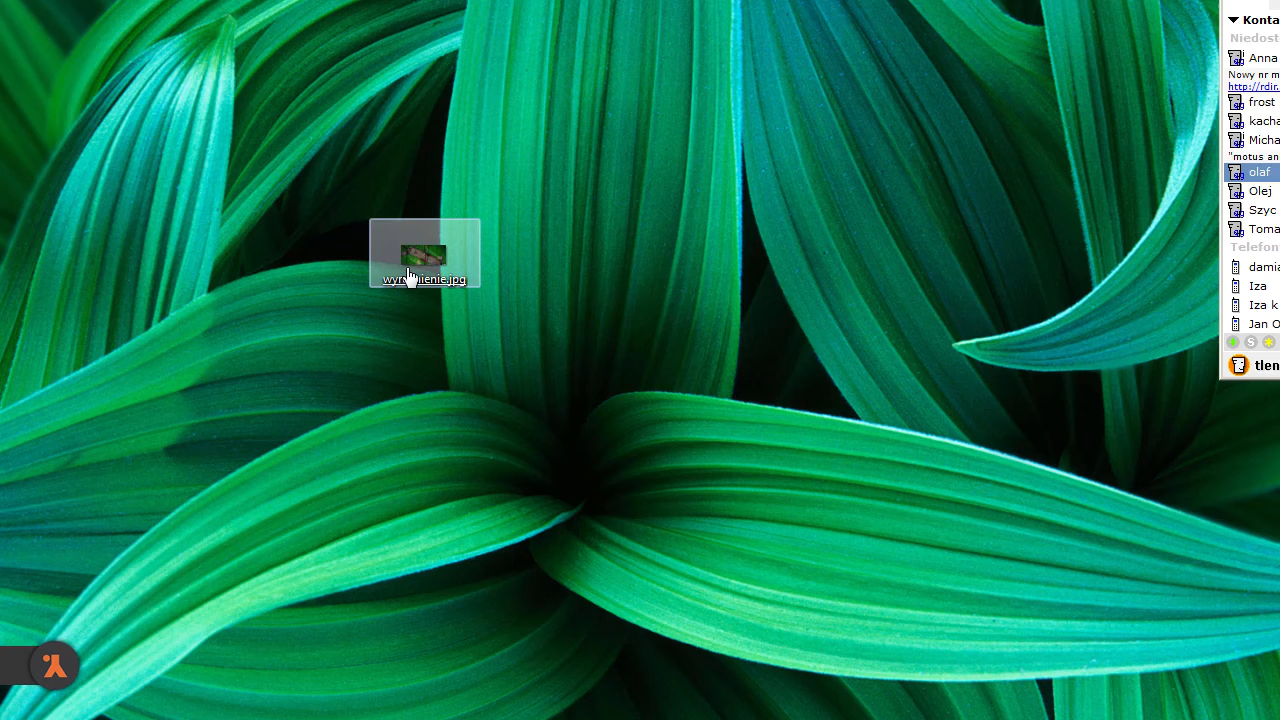 Konta
Niedost
Anna
Nowy nr m
http://rdir.
frost
kacha
Micha
"motus an
olaf
Olej
Szyc
Toma
Telefon
damia
Iza
Iza k
Jan O
S
tlen